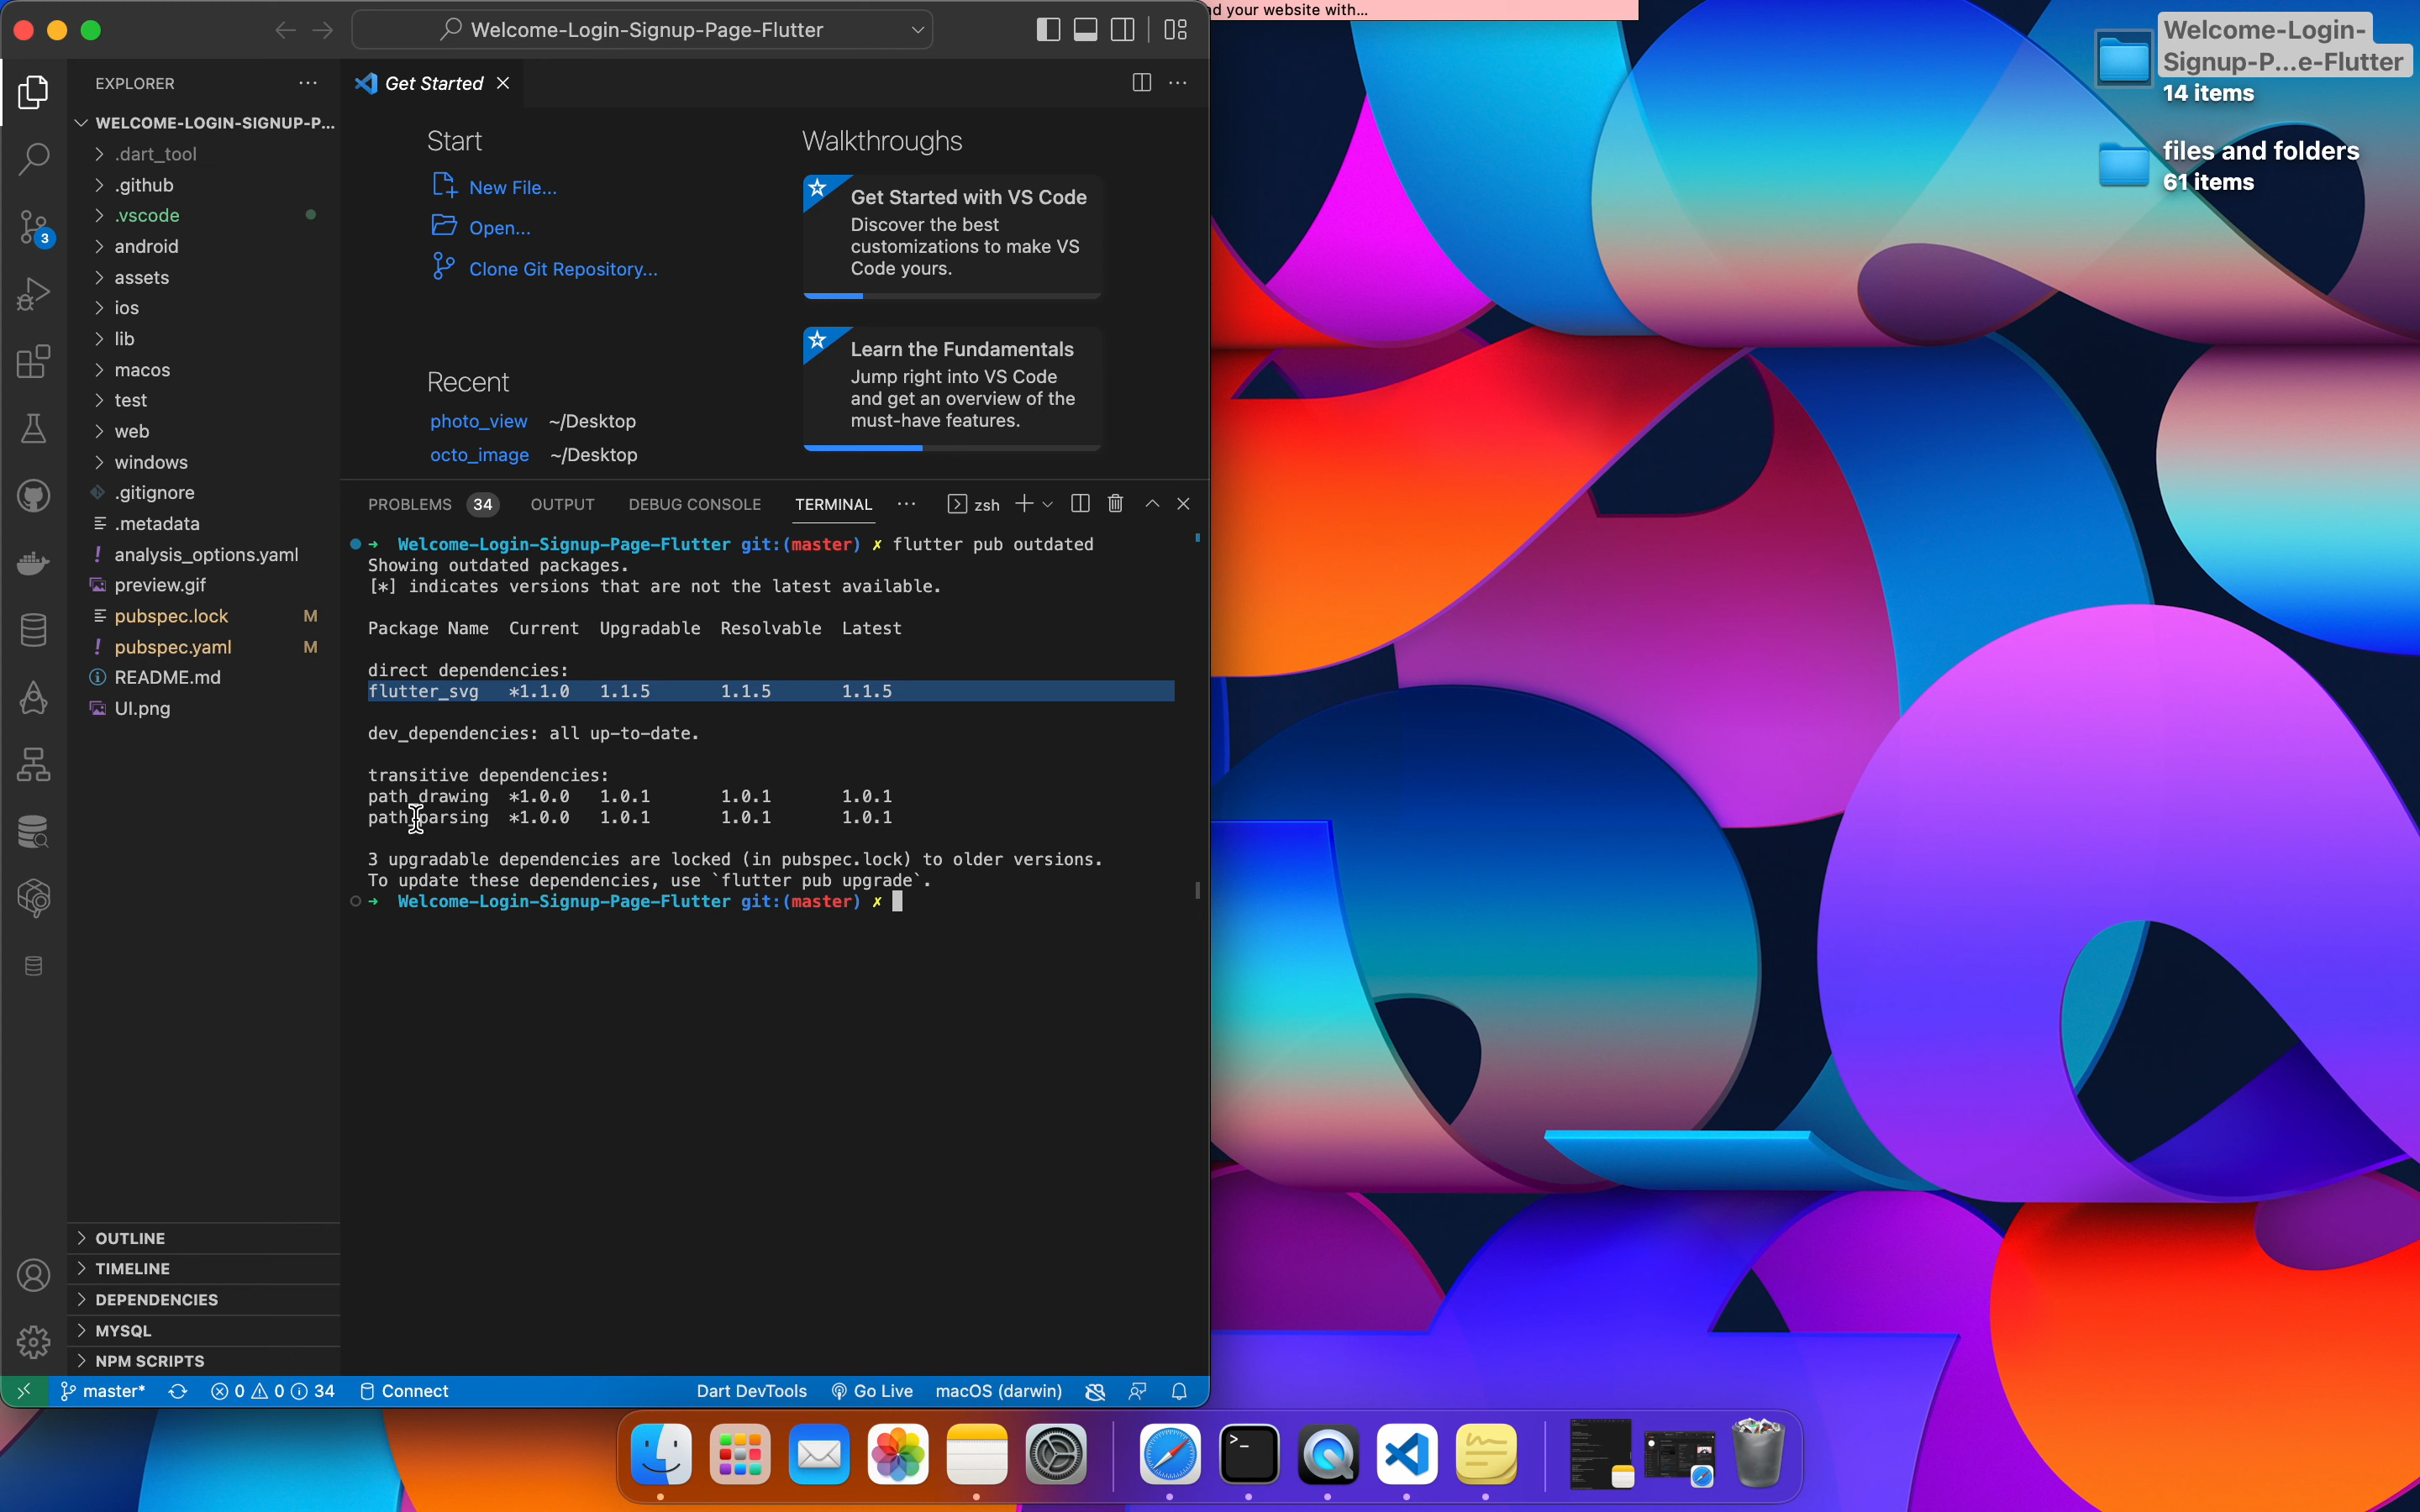 Welcome-Login-Signup-Page-Flutter
nd your website with...
Welcome-Login-
Signup-P...e-Flutter
14 items
files and folders
61 items
EXPLORER
WELCOME-LOGIN-SIGNUP-P...
.dart_tool
.github
.vscode
android
assets
ios
lib
macos
test
web
windows
.gitignore
.metadata
analysis_options.yaml
preview.gif
pubspec.lock M
pubspec.yaml M
README.md
UI.png
3
OUTLINE
TIMELINE
DEPENDENCIES
MYSQL
NPM SCRIPTS
Get Started
Start
New File...
Open...
Clone Git Repository...
Recent
photo_view ~/Desktop
octo_image ~/Desktop
Walkthroughs
Get Started with VS Code
Discover the best
customizations to make VS
Code yours.
Learn the Fundamentals
Jump right into VS Code
and get an overview of the
must-have features.
PROBLEMS 34 OUTPUT DEBUG CONSOLE TERMINAL zsh
Welcome-Login-Signup-Page-Flutter git:(master) ✗ flutter pub outdated
Showing outdated packages.
[*] indicates versions that are not the latest available.
Package Name Current Upgradable Resolvable Latest
direct dependencies:
flutter_svg *1.1.0 1.1.5 1.1.5 1.1.5
dev_dependencies: all up-to-date.
transitive dependencies:
path_drawing *1.0.0 1.0.1 1.0.1 1.0.1
path_parsing *1.0.0 1.0.1 1.0.1 1.0.1
3 upgradable dependencies are locked (in pubspec.lock) to older versions.
To update these dependencies, use `flutter pub upgrade`.
Welcome-Login-Signup-Page-Flutter git:(master) ✗
master* 0 0 34 Connect Dart DevTools Go Live macOS (darwin)